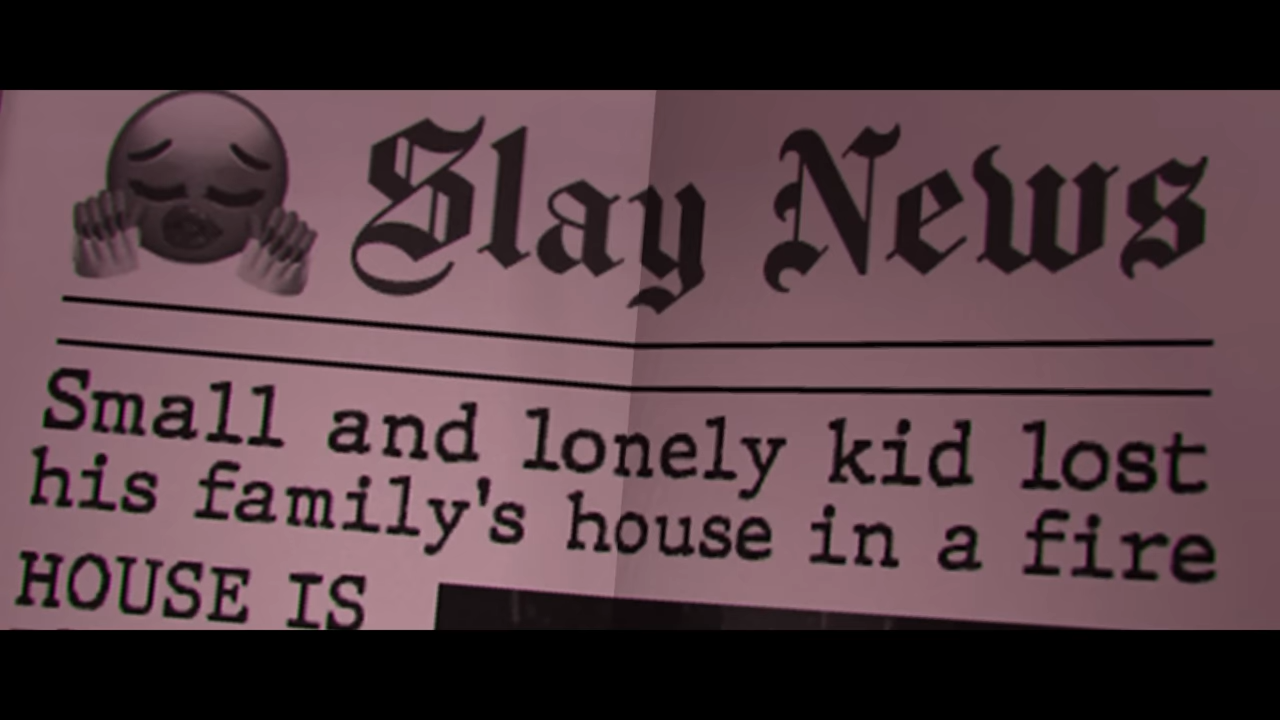 Slay News
Small and lonely kid lost
his family's house in a fire
HOUSE IS